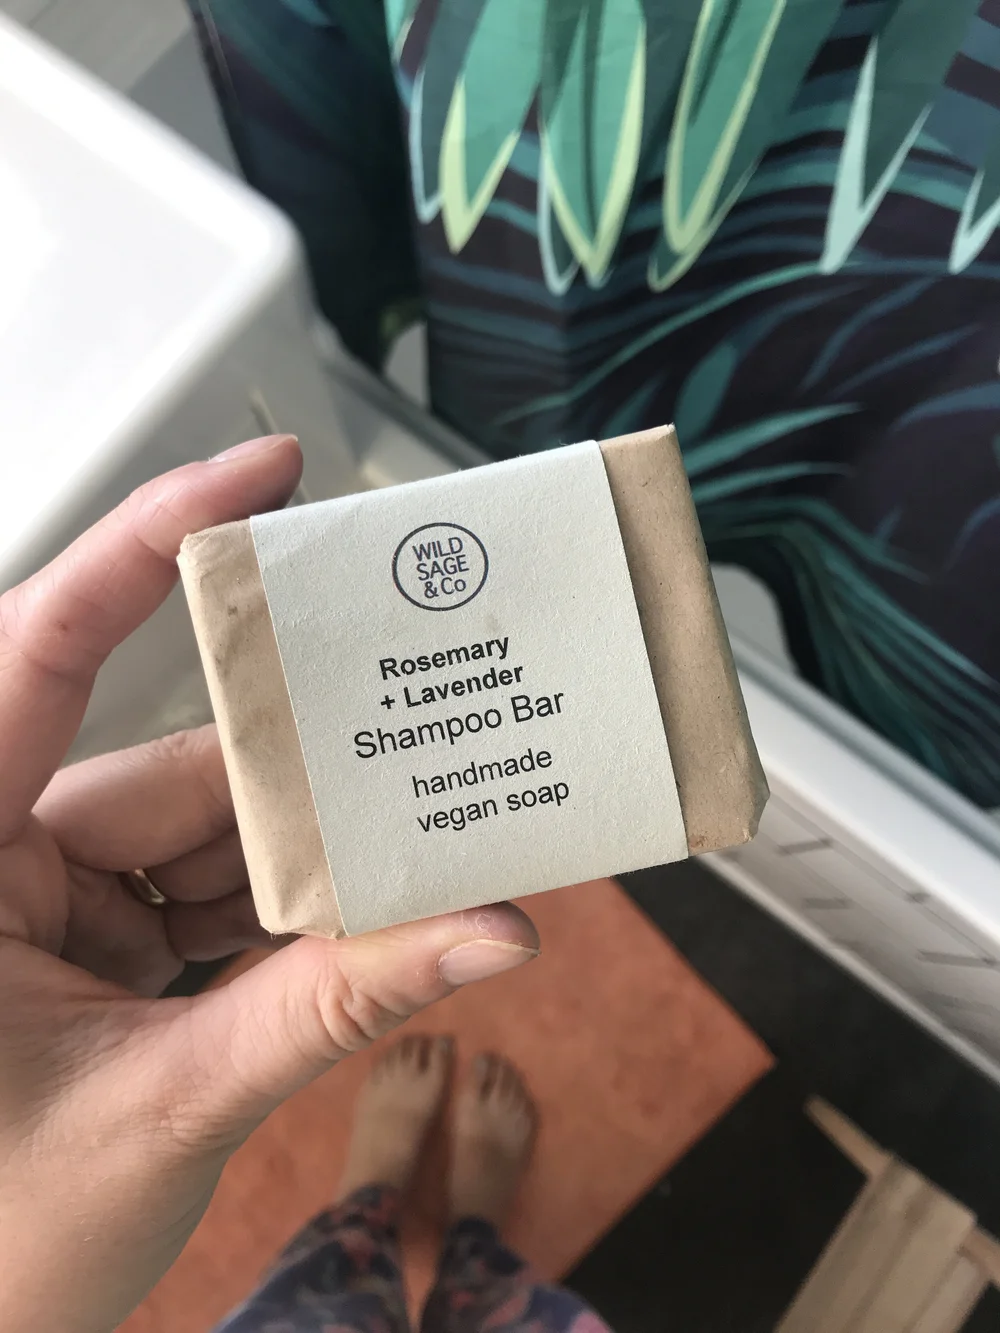 WILD
SAGE
& Co
Rosemary
+ Lavender
Shampoo Bar
handmade
vegan soap